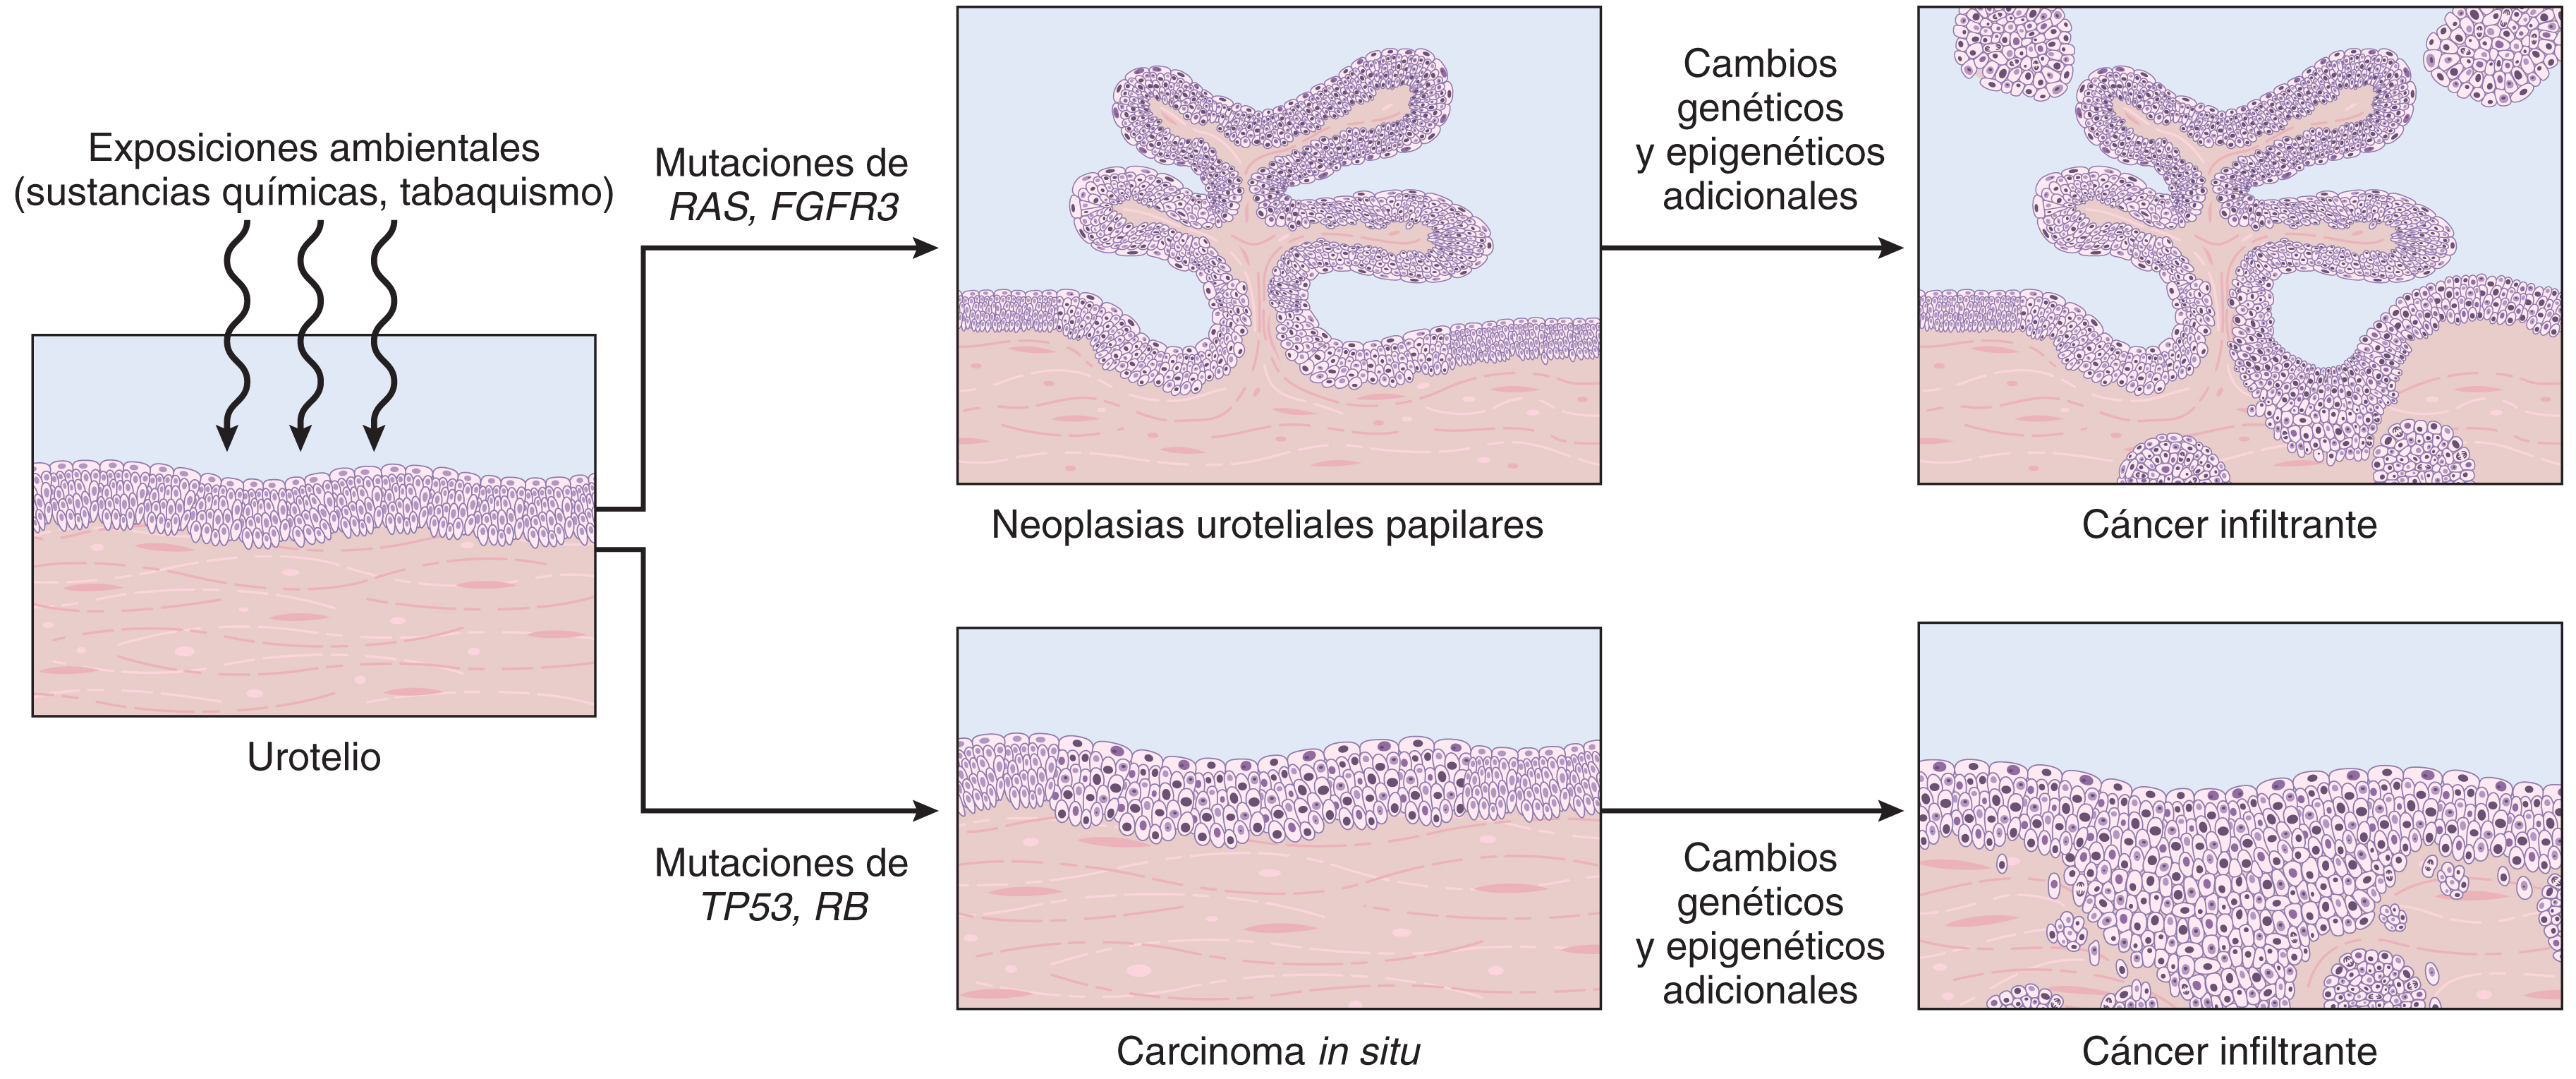 Exposiciones ambientales
(sustancias químicas, tabaquismo)
Urotelio
Mutaciones de
RAS, FGFR3
Neoplasias uroteliales papilares
Cambios
genéticos
y epigenéticos
adicionales
Cáncer infiltrante
Mutaciones de
TP53, RB
Carcinoma in situ
Cambios
genéticos
y epigenéticos
adicionales
Cáncer infiltrante